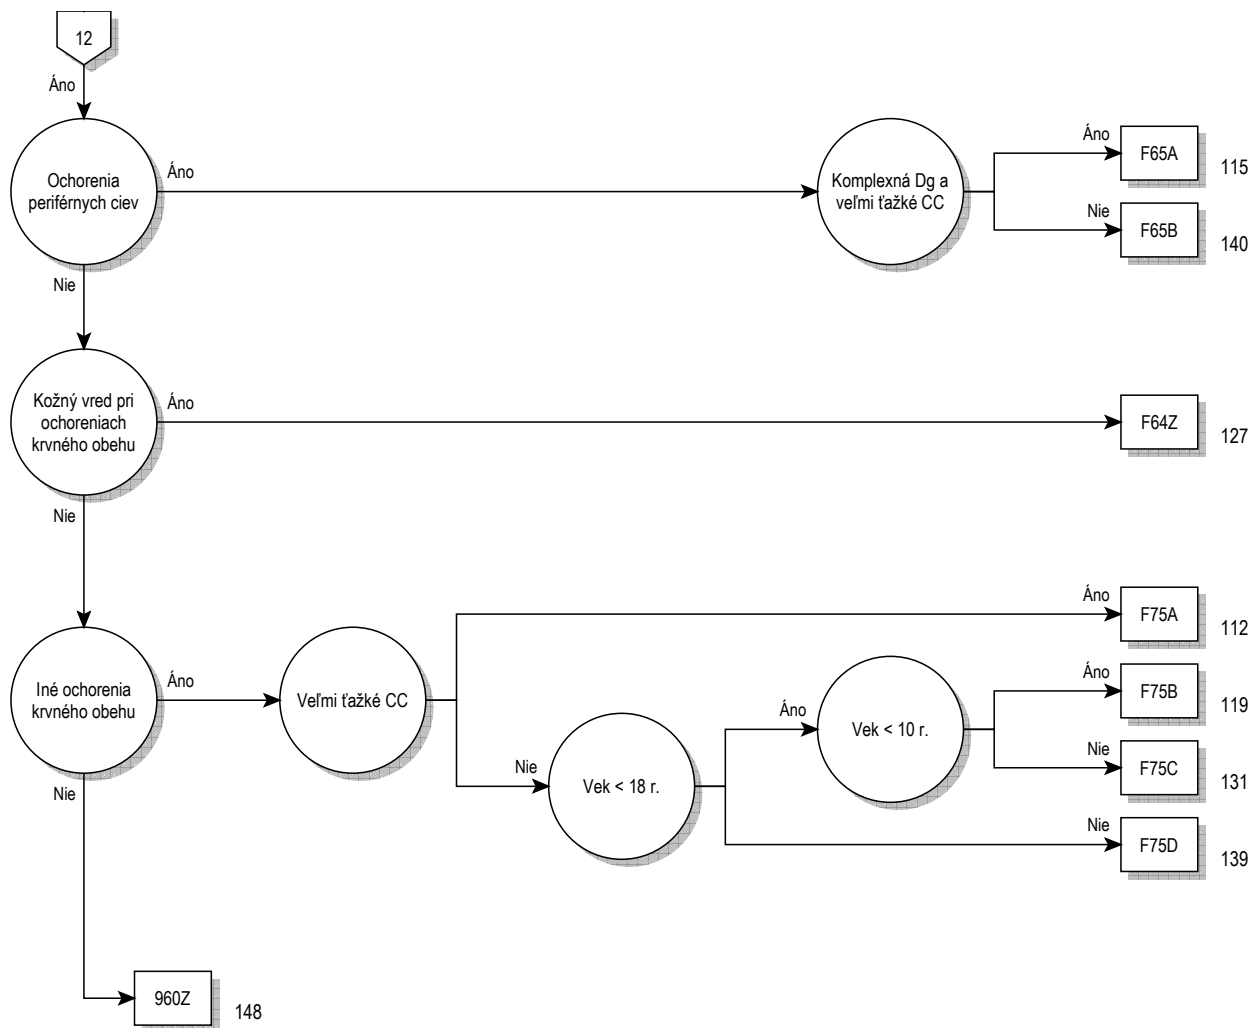 12
Áno
Ochorenia
periférnych ciev
Áno
Komplexná Dg a
veľmi ťažké CC
Áno
F65A
115
Nie
F65B
140
Nie
Kožný vred pri
ochoreniach
krvného obehu
Áno
F64Z
127
Nie
Iné ochorenia
krvného obehu
Áno
Veľmi ťažké CC
Áno
F75A
112
Nie
Vek < 18 r.
Áno
Vek < 10 r.
Áno
F75B
119
Nie
F75C
131
Nie
F75D
139
Nie
960Z
148